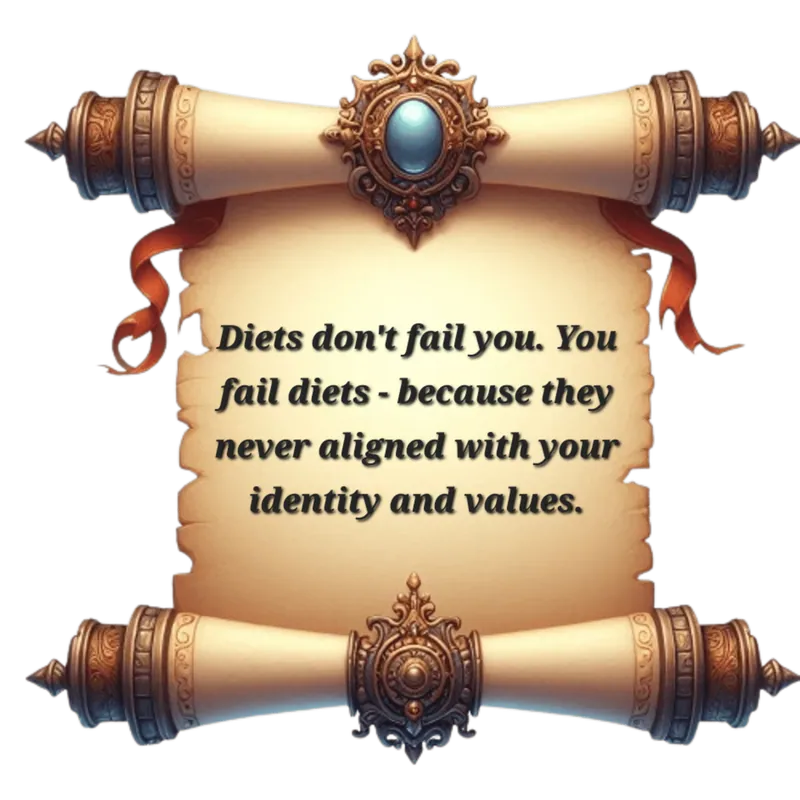 Diets don't fail you. You
fail diets - because they
never aligned with your
identity and values.